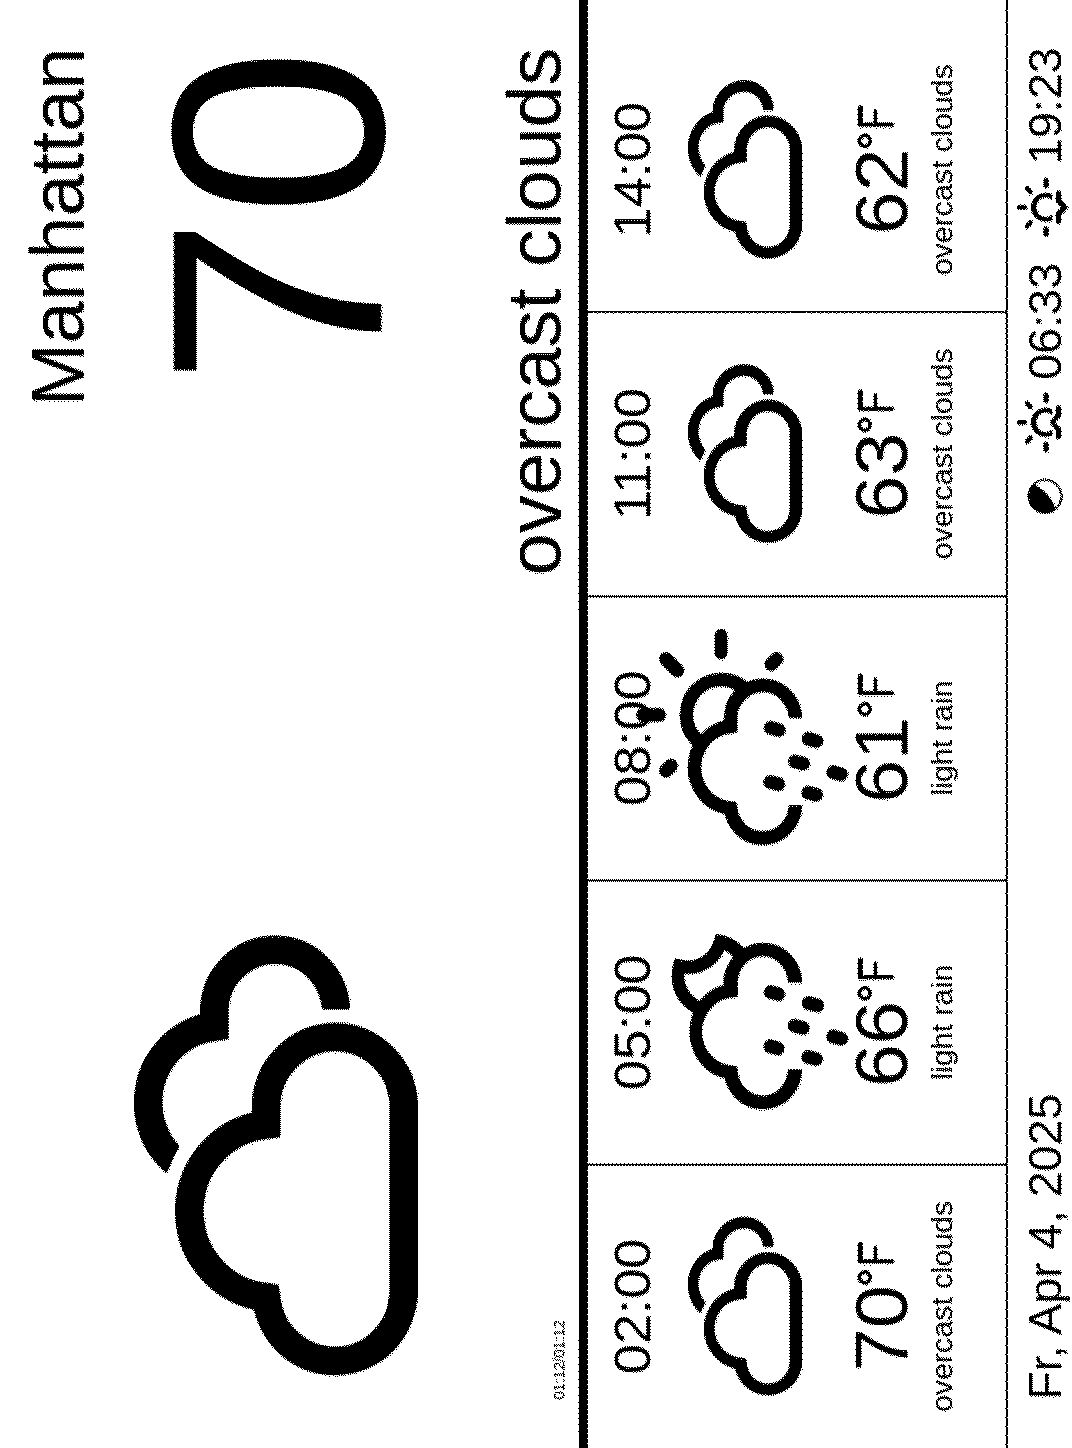 Manhattan
70
overcast clouds
01:12/01:12
02:00 05:00 08:00 11:00 14:00
70°F 66°F 61°F 63°F 62°F
overcast clouds light rain light rain overcast clouds overcast clouds
Fr, Apr 4, 2025 06:33 19:23